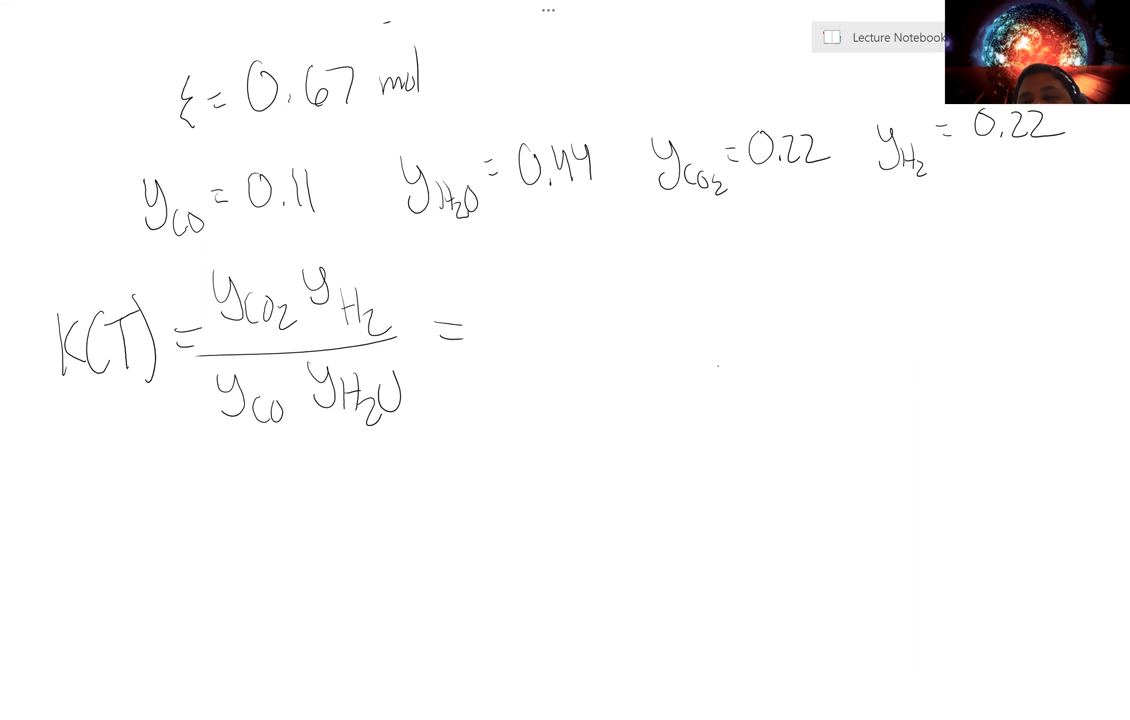 Lecture Notebook
ξ = 0.67 mol
y_CO = 0.11 y_H₂O = 0.44 y_CO₂ = 0.22 y_H₂ = 0.22
K(T) = y_CO₂ y_H₂ =
y_CO y_H₂O